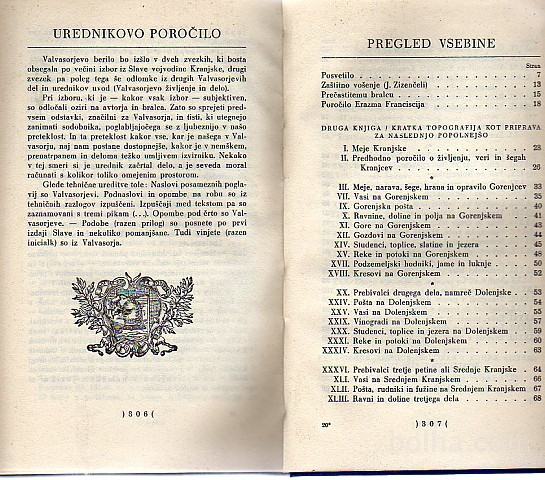 UREDNIKOVO POROČILO
Valvasorjevo berilo bo izšlo v dveh zvezkih, ki bosta
obsegala po večini izbor iz Slave vojvodine Kranjske, drugi
zvezek pa poleg tega še odlomke iz drugih Valvasorjevih
del in urednikov uvod (Valvasorjevo življenje in delo).
Pri izboru, ki je — kakor vsak izbor — subjektiven,
so odločali oziri na avtorja in bralca. Zato so sprejeti pred-
vsem odstavki, značilni za Valvasorja, in tisti, ki utegnejo
zanimati sodobnika, poglabljajočega se z ljubeznijo v našo
preteklost. In ta preteklost kakor vse, kar je našega v Val-
vasorju, naj nam postane dostopnejše, kakor je v nemškem,
prenatrpanem in deloma težko umljivem izvirniku. Nekako
v tej smeri si je urednik začrtal delo, a je seveda moral
računati s kolikor toliko omejenim prostorom.
Glede tehnične ureditve tole: Naslovi posameznih poglav-
vij so Valvasorjevi. Podnaslovi in opombe na robu so iz
tehničnih razlogov izpuščeni. Izpuščaji med tekstom pa so
zaznamovani s tremi pikam (...). Opombe pod črto so Val-
vasorjeve. — Podobe (razen prilog) so posnete po prvi
izdaji Slave in nekoliko pomanjšane. Tudi vinjete (razen
inicialk) so iz Valvasorja.
)306(
PREGLED VSEBINE
Stran
Posvetilo . . . 7
Zaščitno vošenje (J. Zizenčeli) . . . 13
Prečastitemu bralcu . . . 15
Poročilo Erazma Franciscija . . . 18
DRUGA KNJIGA / KRATKA TOPOGRAFIJA KOT PRIPRAVA
ZA NASLEDNJO POPOLNEJŠO
I. Meje Kranjske . . . 23
II. Predhodno poročilo o življenju, veri in šegah
Kranjcev . . . 26
*
III. Meje, narava, šege, hrana in opravilo Gorenjcev 33
VII. Vasi na Gorenjskem . . . 35
IX. Gorenjska pošta . . . 40
X. Ravnine, doline in polja na Gorenjskem . . . 41
XI. Gore na Gorenjskem . . . 43
XII. Gozdovi na Gorenjskem . . . 44
XIV. Studenci, toplice, slatine in jezera . . . 45
XV. Reke in potoki na Gorenjskem . . . 48
XVII. Podzemeljski hodniki, jame in luknje . . . 50
XVIII. Kresovi na Gorenjskem . . . 52
*
XX. Prebivalci drugega dela, namreč Dolenjske . 53
XXIV. Pošta na Dolenjskem . . . 54
XXV. Vasi na Dolenjskem . . . 55
XXIX. Vinogradi na Dolenjskem . . . 57
XXX. Studenci, toplice in jezera na Dolenjskem . . 59
XXXI. Reke in potoki na Dolenjskem . . . 60
XXXIV. Kresovi na Dolenjskem . . . 63
*
XXXVI. Prebivalci tretje petine ali Srednje Kranjske . 64
XLI. Vasi na Srednjem Kranjskem . . . 66
XLII. Pošta, rudniki in fužine na Srednjem Kranjskem 67
XLIII. Ravni in doline tretjega dela . . . 68
20*
)307(